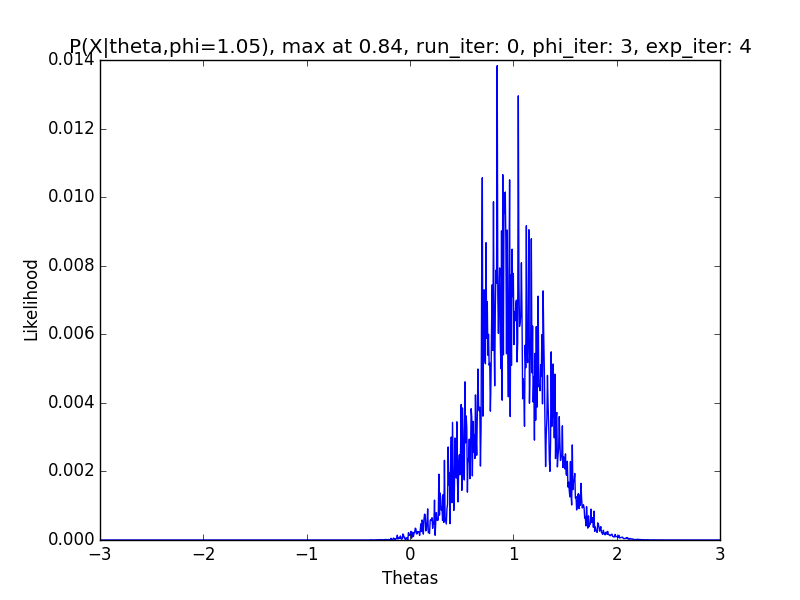 P(X|theta,phi=1.05), max at 0.84, run_iter: 0, phi_iter: 3, exp_iter: 4
0.014
0.012
0.010
0.008
0.006
0.004
0.002
0.000
Likelihood
−3 −2 −1 0 1 2 3
Thetas